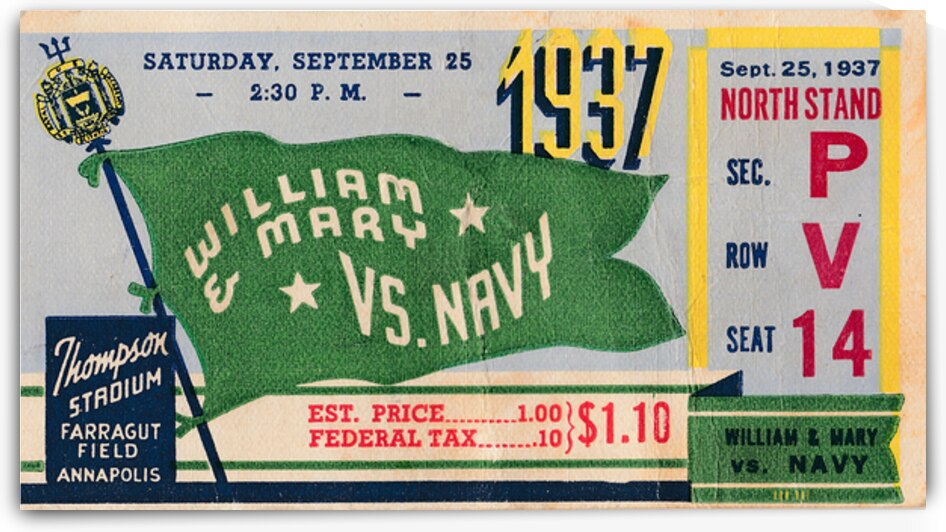 SATURDAY, SEPTEMBER 25
– 2:30 P. M. –
1937
WILLIAM
& MARY
VS. NAVY
Thompson
STADIUM
FARRAGUT
FIELD
ANNAPOLIS
EST. PRICE..........1.00
FEDERAL TAX........10
} $1.10
Sept. 25, 1937
NORTH STAND
SEC. P
ROW V
SEAT 14
WILLIAM & MARY
VS. NAVY